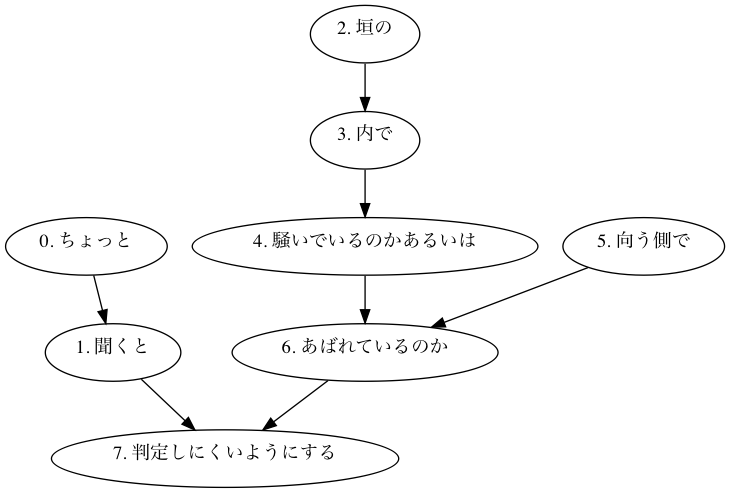 2. 垣の
3. 内で
0. ちょっと
4. 騒いでいるのかあるいは
5. 向う側で
1. 聞くと
6. あばれているのか
7. 判定しにくいようにする